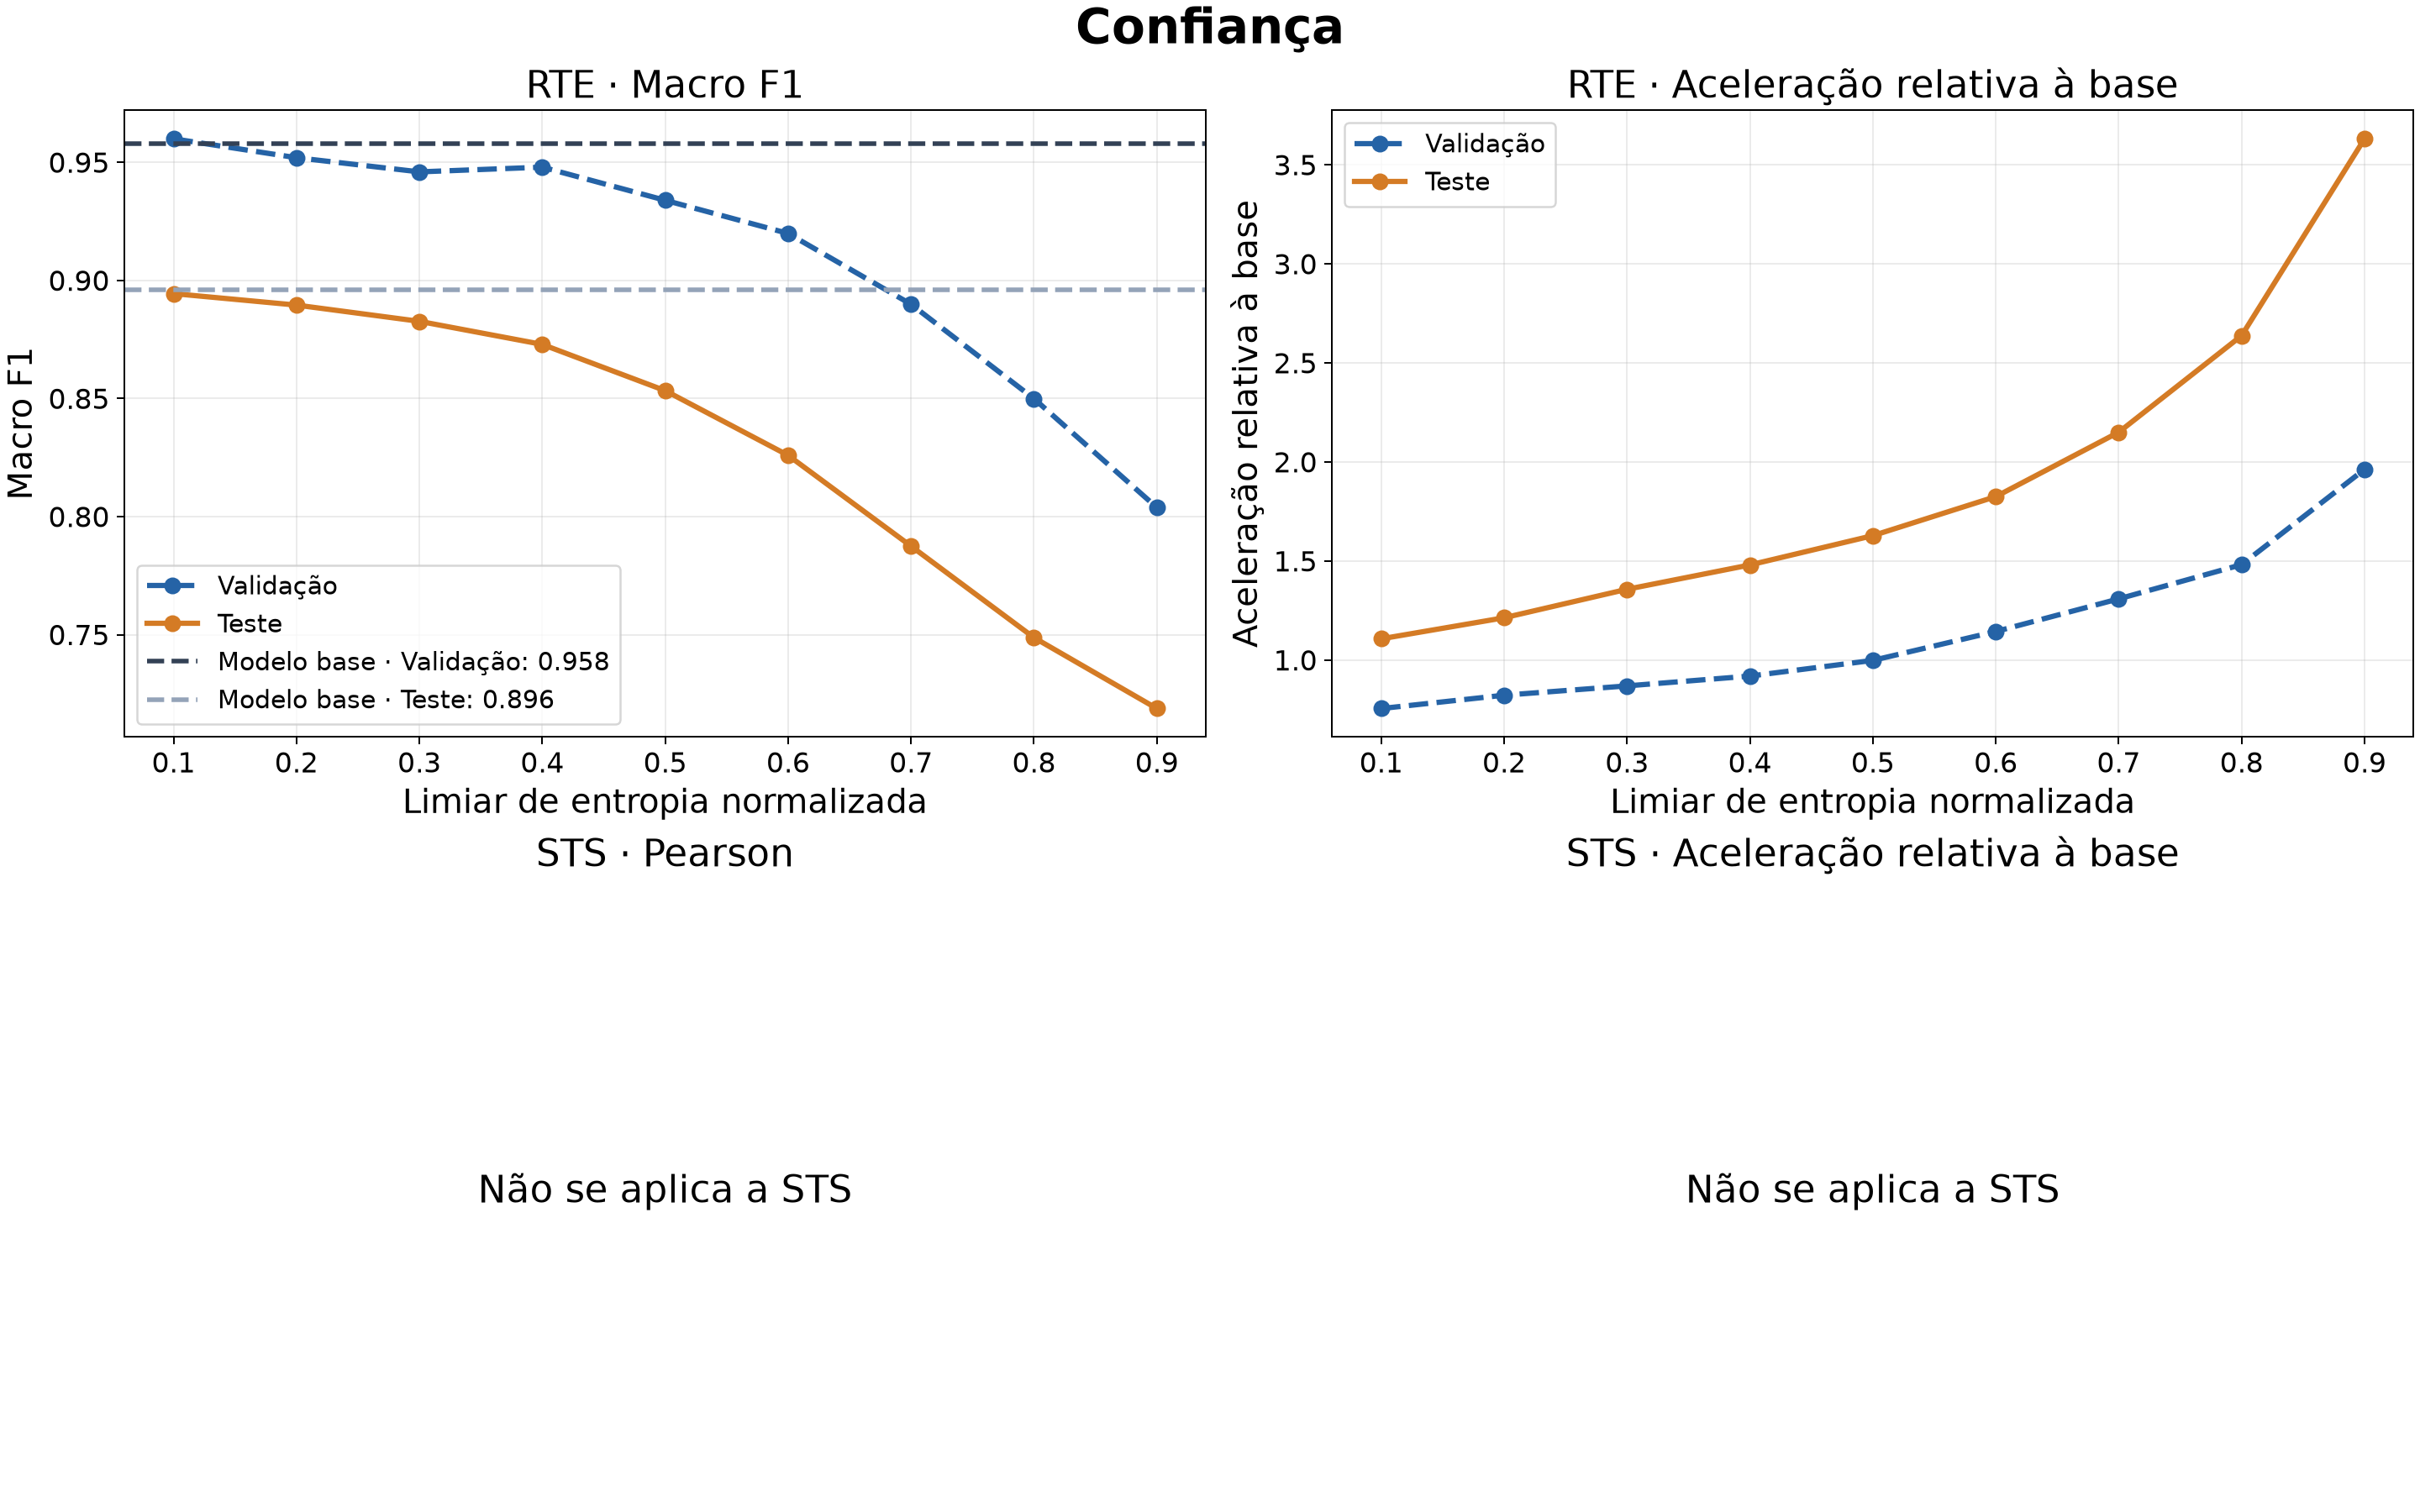 Confiança
RTE · Macro F1
Macro F1
0.95
0.90
0.85
0.80
0.75
Validação
Teste
Modelo base · Validação: 0.958
Modelo base · Teste: 0.896
0.1 0.2 0.3 0.4 0.5 0.6 0.7 0.8 0.9
Limiar de entropia normalizada
RTE · Aceleração relativa à base
Aceleração relativa à base
3.5
3.0
2.5
2.0
1.5
1.0
Validação
Teste
0.1 0.2 0.3 0.4 0.5 0.6 0.7 0.8 0.9
Limiar de entropia normalizada
STS · Pearson
Não se aplica a STS
STS · Aceleração relativa à base
Não se aplica a STS